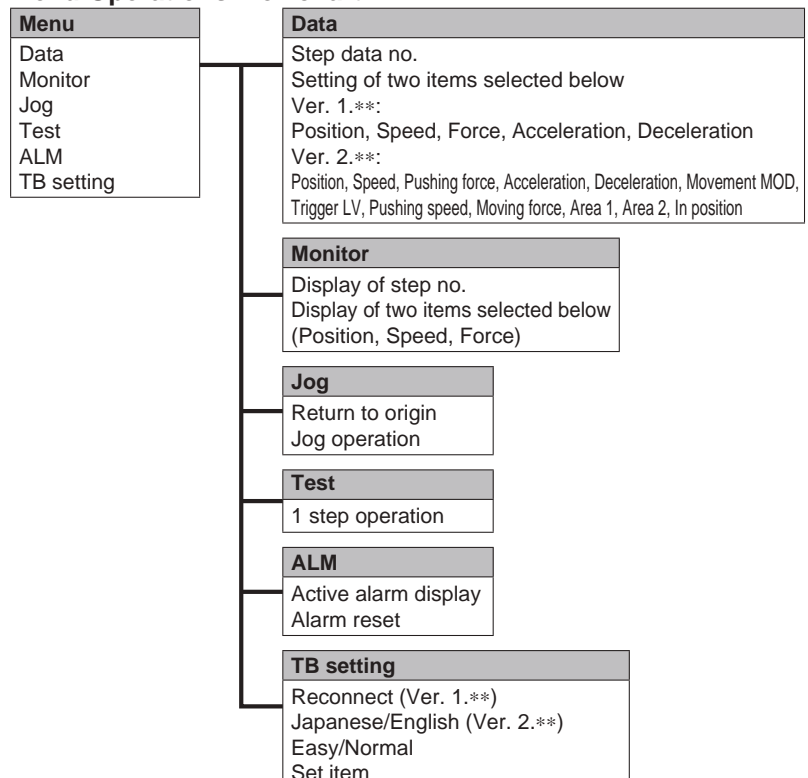 Menu
Data
Monitor
Jog
Test
ALM
TB setting
Data
Step data no.
Setting of two items selected below
Ver. 1.**:
Position, Speed, Force, Acceleration, Deceleration
Ver. 2.**:
Position, Speed, Pushing force, Acceleration, Deceleration, Movement MOD,
Trigger LV, Pushing speed, Moving force, Area 1, Area 2, In position
Monitor
Display of step no.
Display of two items selected below
(Position, Speed, Force)
Jog
Return to origin
Jog operation
Test
1 step operation
ALM
Active alarm display
Alarm reset
TB setting
Reconnect (Ver. 1.**)
Japanese/English (Ver. 2.**)
Easy/Normal
Set item